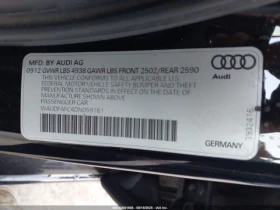 MFD. BY AUDI AG
0912 GVWR LBS 4938 GAWR LBS FRONT 2502/REAR 2590
THIS VEHICLE CONFORMS TO ALL APPLICABLE FEDERAL
MOTOR VEHICLE SAFETY BUMPER AND THEFT
PREVENTION STANDARDS IN EFFECT ON THE
DATE OF MANUFACTURE SHOWN ABOVE
PASSENGER CAR
Audi
GERMANY